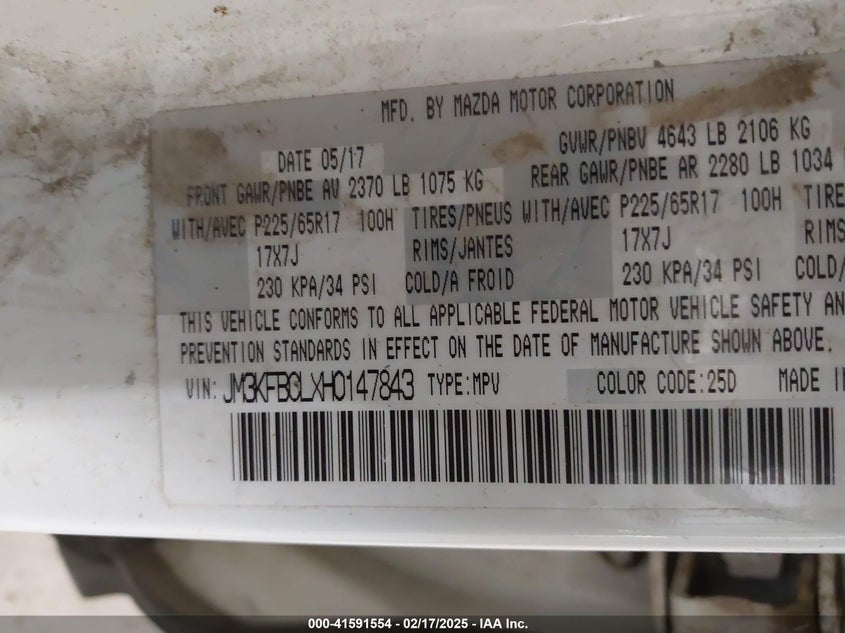 MFD. BY MAZDA MOTOR CORPORATION
DATE 05/17 GVWR/PNBV 4643 LB 2106 KG
FRONT GAWR/PNBE AV 2370 LB 1075 KG REAR GAWR/PNBE AR 2280 LB 1034
WITH/AVEC P225/65R17 100H TIRES/PNEUS WITH/AVEC P225/65R17 100H TIRE
17X7J RIMS/JANTES 17X7J RIMS
230 KPA/34 PSI COLD/A FROID 230 KPA/34 PSI COLD/
THIS VEHICLE CONFORMS TO ALL APPLICABLE FEDERAL MOTOR VEHICLE SAFETY AN
PREVENTION STANDARDS IN EFFECT ON THE DATE OF MANUFACTURE SHOWN ABOVE.
VIN: JM3KFBCLXH0147843 TYPE:MPV COLOR CODE:25D MADE IN
000-41591554 — 02/17/2025 — IAA Inc.